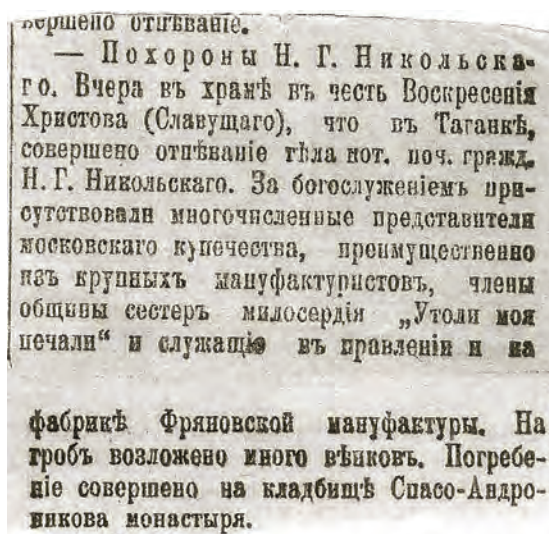 вершено отпѣваніе.
— Похороны Н. Г. Никольска-
го. Вчера въ храмѣ въ честь Воскресенія
Христова (Славущаго), что въ Таганкѣ,
совершено отпѣваніе тѣла пот. поч. гражд.
Н. Г. Никольскаго. За богослуженіемъ при-
сутствовали многочисленные представители
московскаго купечества, преимущественно
изъ крупныхъ мануфактуристовъ, члены
общины сестеръ милосердія „Утоли моя
печали“ и служащіе въ правленіи и на
фабрикѣ Фряновской мануфактуры. На
гробъ возложено много вѣнковъ. Погребе-
ніе совершено на кладбищѣ Спасо-Андро-
никова монастыря.